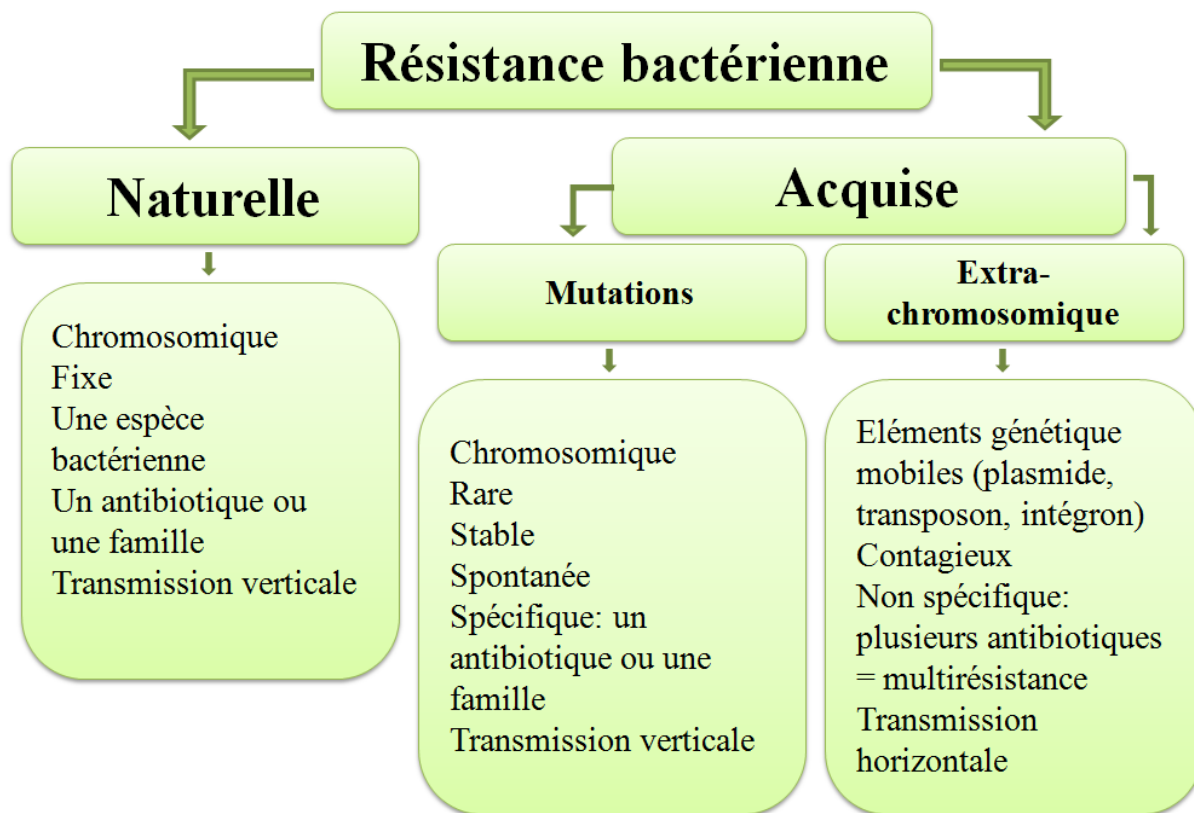 Résistance bactérienne
Naturelle
Chromosomique
Fixe
Une espèce
bactérienne
Un antibiotique ou
une famille
Transmission verticale
Acquise
Mutations
Chromosomique
Rare
Stable
Spontanée
Spécifique: un
antibiotique ou une
famille
Transmission verticale
Extra-
chromosomique
Eléments génétique
mobiles (plasmide,
transposon, intégron)
Contagieux
Non spécifique:
plusieurs antibiotiques
= multirésistance
Transmission
horizontale